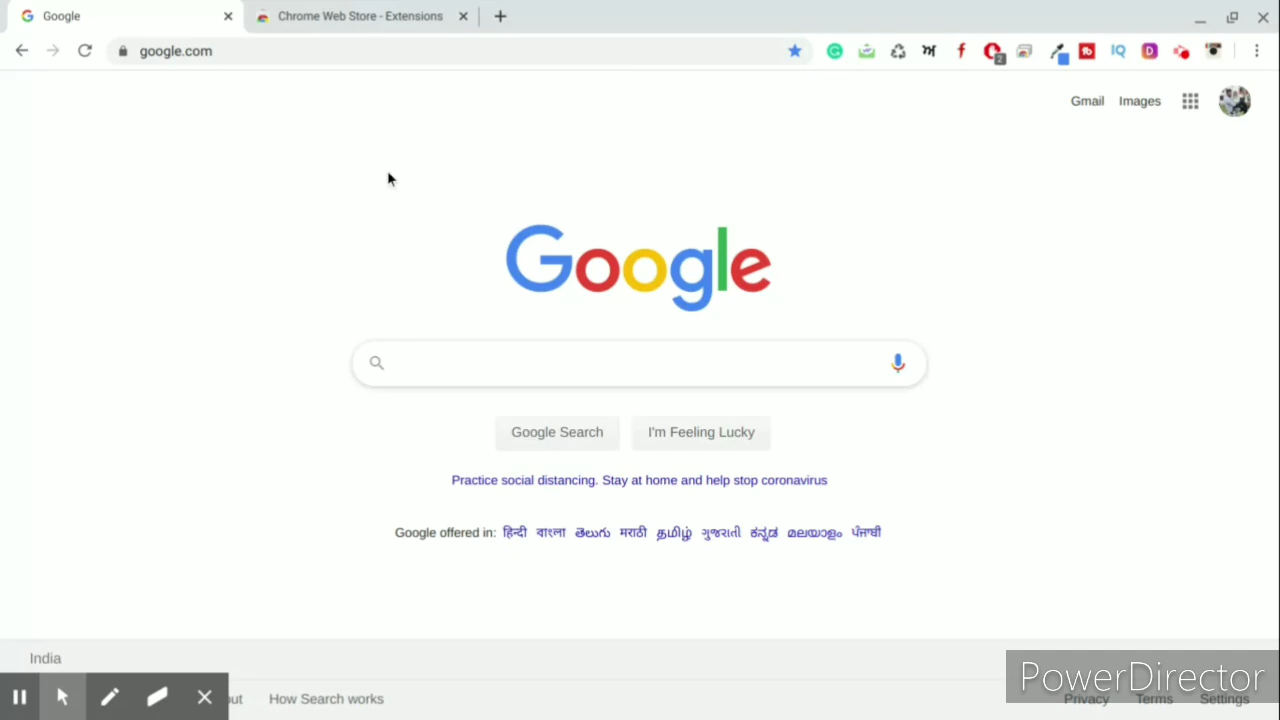 Google
Chrome Web Store - Extensions
google.com
2
IQ
D
Gmail Images
Google
Google Search
I'm Feeling Lucky
Practice social distancing. Stay at home and help stop coronavirus
Google offered in: हिन्दी বাংলা తెలుగు मराठी தமிழ் ગુજરાતી ಕನ್ನಡ മലയാളം ਪੰਜਾਬੀ
India
PowerDirector
How Search works
Privacy Terms Settings